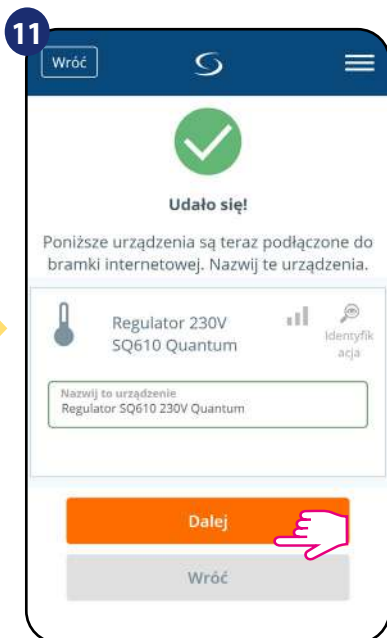 11
Wróć
Udało się!
Poniższe urządzenia są teraz podłączone do
bramki internetowej. Nazwij te urządzenia.
Regulator 230V
SQ610 Quantum
Identyfik
acja
Nazwij to urządzenie
Regulator SQ610 230V Quantum
Dalej
Wróć